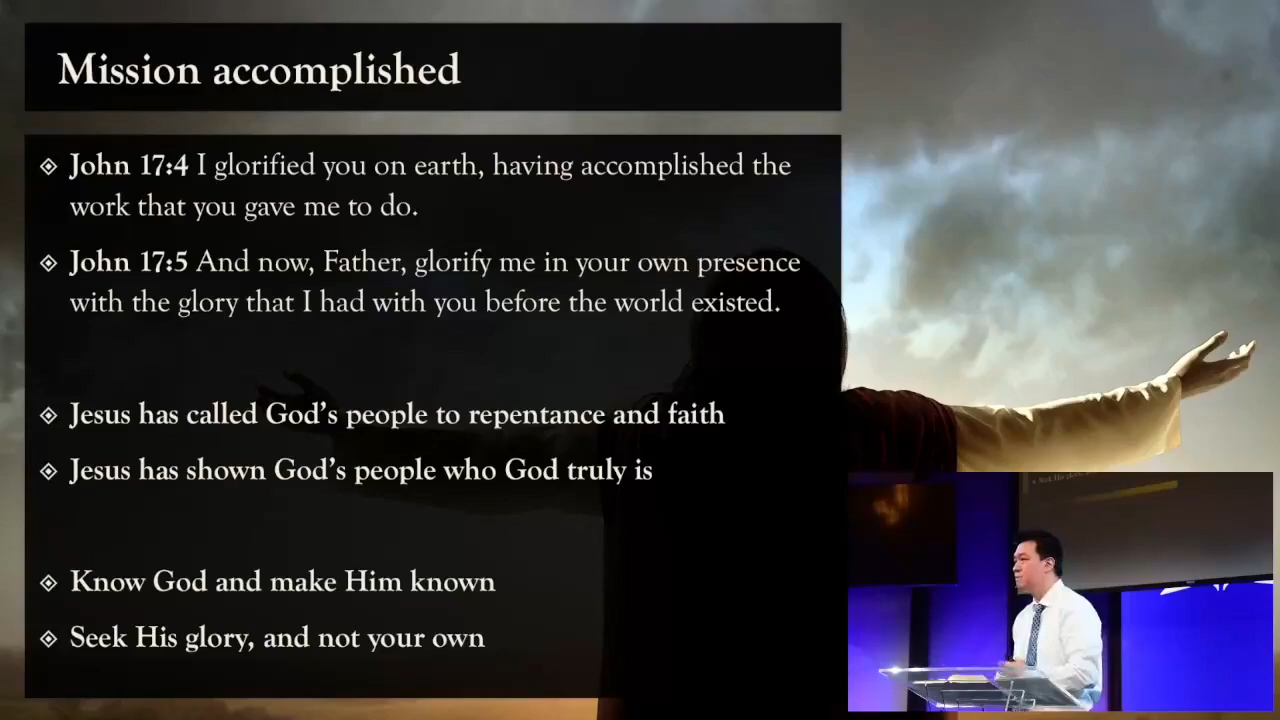 Mission accomplished
John 17:4 I glorified you on earth, having accomplished the
work that you gave me to do.
John 17:5 And now, Father, glorify me in your own presence
with the glory that I had with you before the world existed.
Jesus has called God's people to repentance and faith
Jesus has shown God's people who God truly is
Know God and make Him known
Seek His glory, and not your own